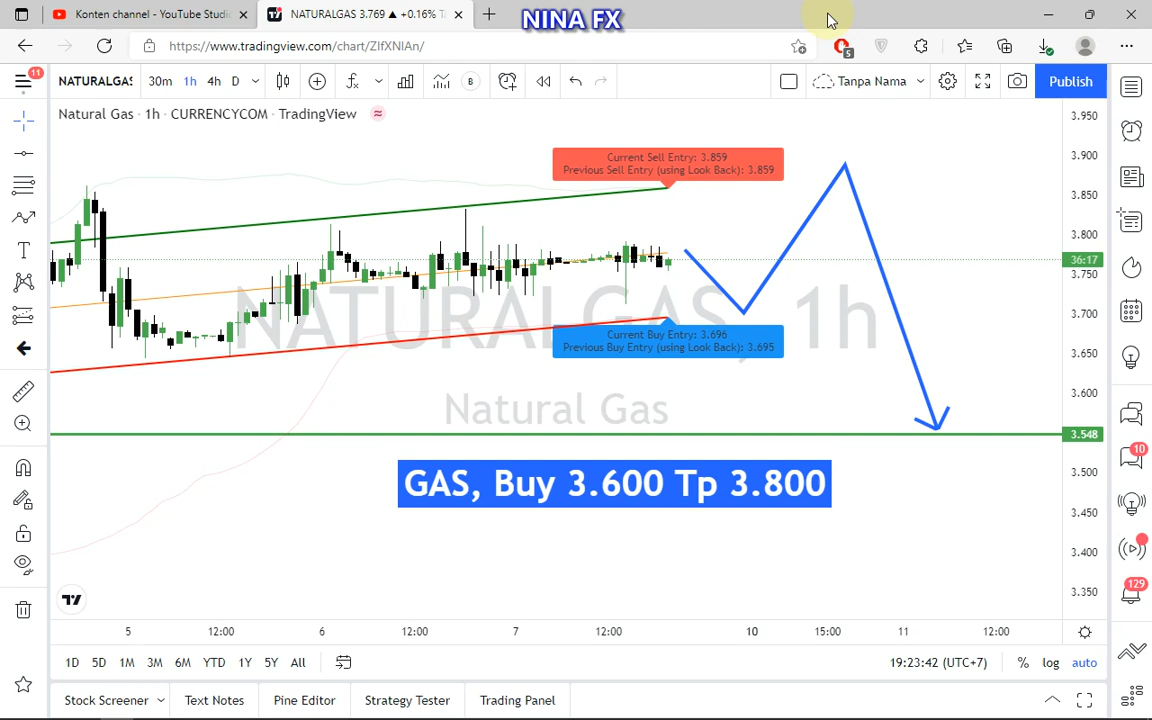 Konten channel - YouTube Studio
NATURALGAS 3.769 ▲ +0.16% T
NINA FX
https://www.tradingview.com/chart/ZIfXNIAn/
5
11
NATURALGAS
30m 1h 4h D
B
Tanpa Nama
Publish
Natural Gas · 1h · CURRENCYCOM · TradingView
3.950
3.900
3.850
3.800
36:17
3.750
3.700
3.650
3.600
3.548
3.500
3.450
3.400
3.350
Current Sell Entry: 3.859
Previous Sell Entry (using Look Back): 3.859
NATURALGAS, 1h
Current Buy Entry: 3.696
Previous Buy Entry (using Look Back): 3.695
Natural Gas
GAS, Buy 3.600 Tp 3.800
10
129
5 12:00 6 12:00 7 12:00 10 15:00 11 12:00
1D 5D 1M 3M 6M YTD 1Y 5Y All
19:23:42 (UTC+7) % log auto
Stock Screener Text Notes Pine Editor Strategy Tester Trading Panel